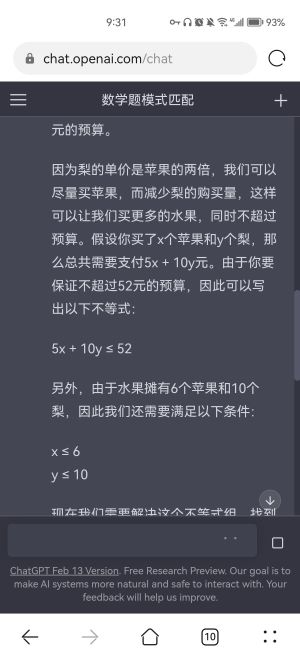 9:31
93%
chat.openai.com/chat
数学题模式匹配
元的预算。
因为梨的单价是苹果的两倍，我们可以
尽量买苹果，而减少梨的购买量，这样
可以让我们买更多的水果，同时不超过
预算。假设你买了x个苹果和y个梨，那
么总共需要支付5x + 10y元。由于你要
保证不超过52元的预算，因此可以写
出以下不等式：
5x + 10y ≤ 52
另外，由于水果摊有6个苹果和10个
梨，因此我们还需要满足以下条件：
x ≤ 6
y ≤ 10
现在我们需要解决这个不等式组，找到
ChatGPT Feb 13 Version. Free Research Preview. Our goal is to
make AI systems more natural and safe to interact with. Your
feedback will help us improve.
10